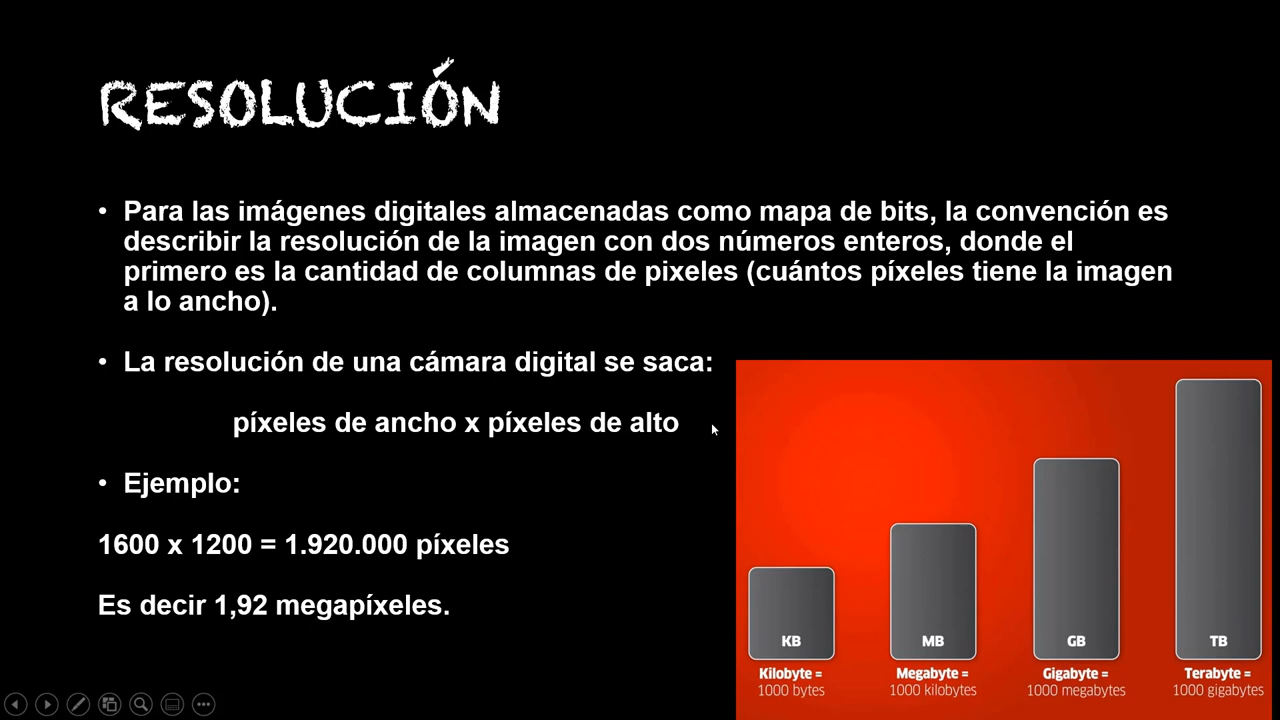 RESOLUCIÓN
• Para las imágenes digitales almacenadas como mapa de bits, la convención es
describir la resolución de la imagen con dos números enteros, donde el
primero es la cantidad de columnas de pixeles (cuántos píxeles tiene la imagen
a lo ancho).
• La resolución de una cámara digital se saca:
píxeles de ancho x píxeles de alto
• Ejemplo:
1600 x 1200 = 1.920.000 píxeles
Es decir 1,92 megapíxeles.
KB
Kilobyte =
1000 bytes
MB
Megabyte =
1000 kilobytes
GB
Gigabyte =
1000 megabytes
TB
Terabyte =
1000 gigabytes